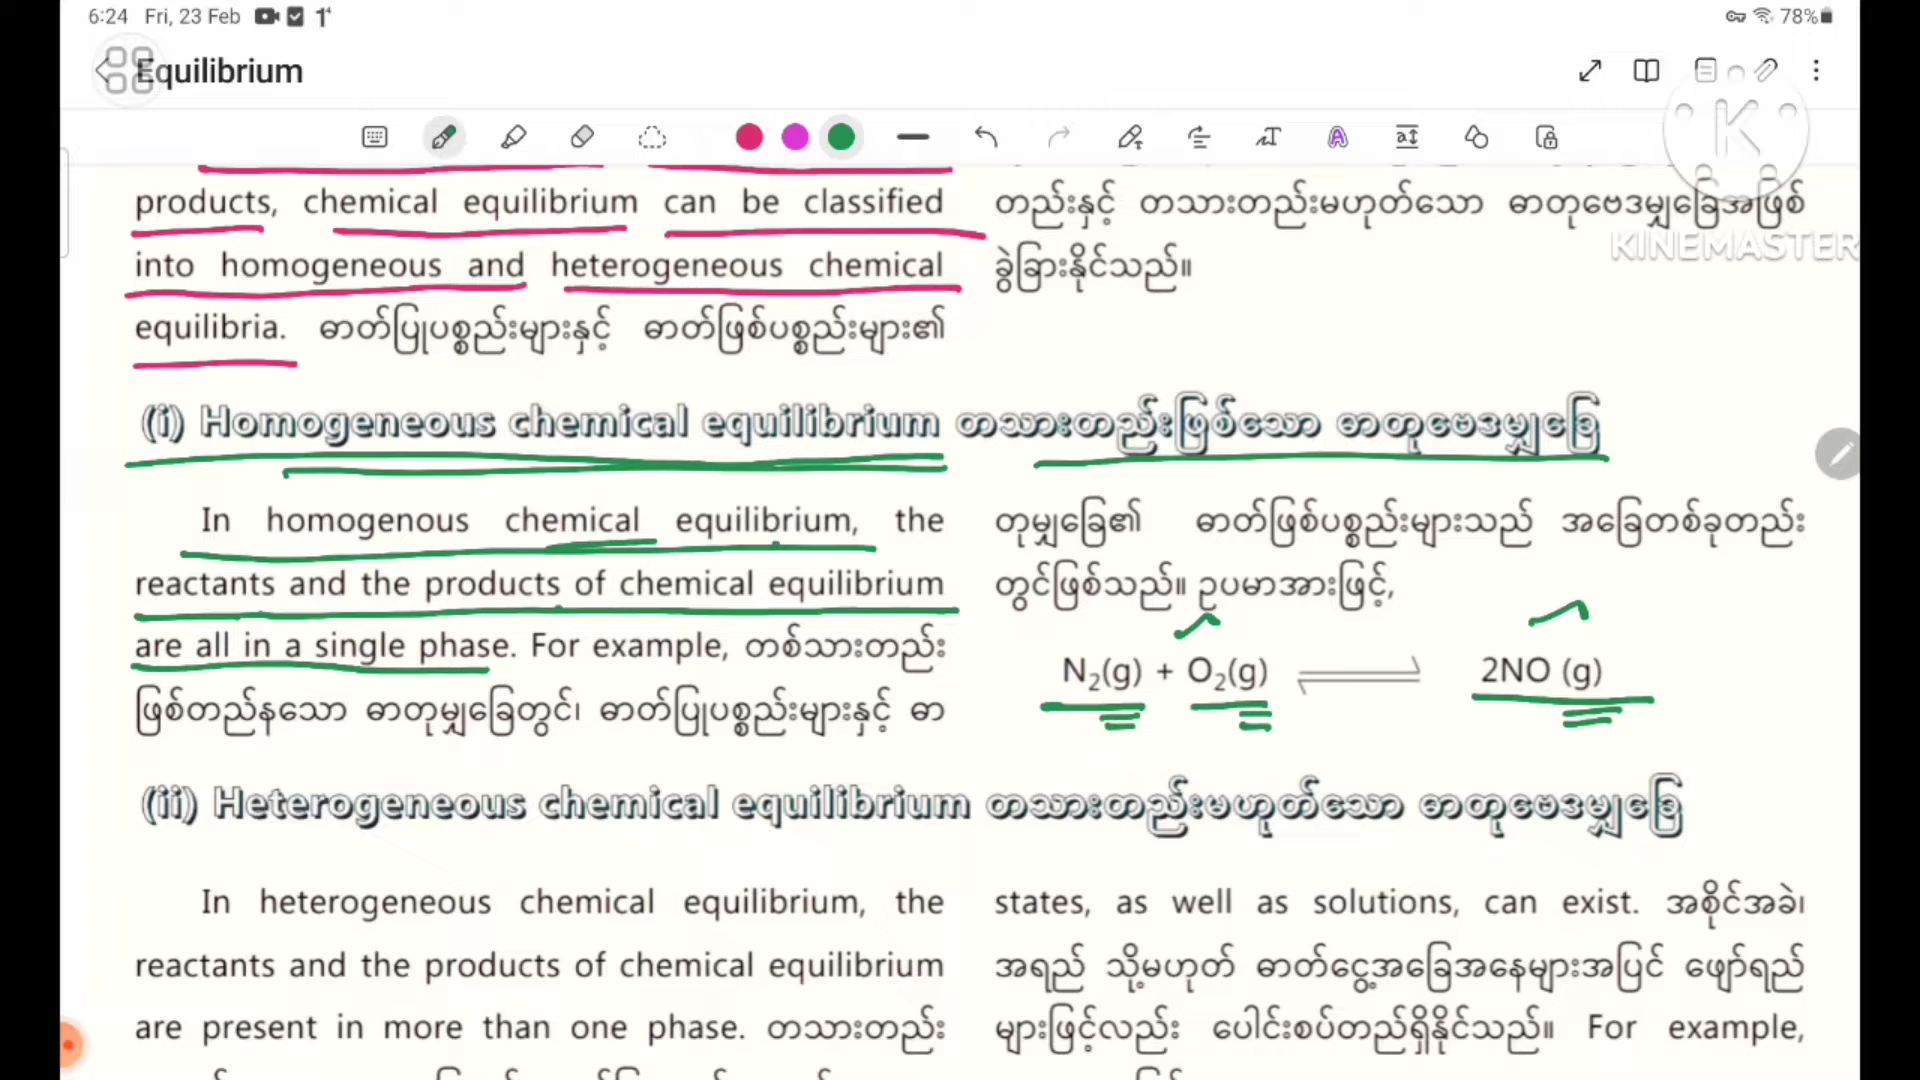 6:24 Fri, 23 Feb
78%
Equilibrium
K
KINEMASTER
products, chemical equilibrium can be classified
into homogeneous and heterogeneous chemical
equilibria. ဓာတ်ပြုပစ္စည်းများနှင့် ဓာတ်ဖြစ်ပစ္စည်းများ၏
တည်းနှင့် တသားတည်းမဟုတ်သော ဓာတုဗေဒမျှခြေအဖြစ်
ခွဲခြားနိုင်သည်။
(i) Homogeneous chemical equilibrium တသားတည်းဖြစ်သော ဓာတုဗေဒမျှခြေ
In homogenous chemical equilibrium, the
reactants and the products of chemical equilibrium
are all in a single phase. For example, တစ်သားတည်း
ဖြစ်တည်နသော ဓာတုမျှခြေတွင်၊ ဓာတ်ပြုပစ္စည်းများနှင့် ဓာ
တုမျှခြေ၏ ဓာတ်ဖြစ်ပစ္စည်းများသည် အခြေတစ်ခုတည်း
တွင်ဖြစ်သည်။ ဥပမာအားဖြင့်,
N₂(g) + O₂(g) ⇌ 2NO (g)
(ii) Heterogeneous chemical equilibrium တသားတည်းမဟုတ်သော ဓာတုဗေဒမျှခြေ
In heterogeneous chemical equilibrium, the
reactants and the products of chemical equilibrium
are present in more than one phase. တသားတည်း
states, as well as solutions, can exist. အစိုင်အခဲ၊
အရည် သို့မဟုတ် ဓာတ်ငွေ့အခြေအနေများအပြင် ဖျော်ရည်
များဖြင့်လည်း ပေါင်းစပ်တည်ရှိနိုင်သည်။ For example,